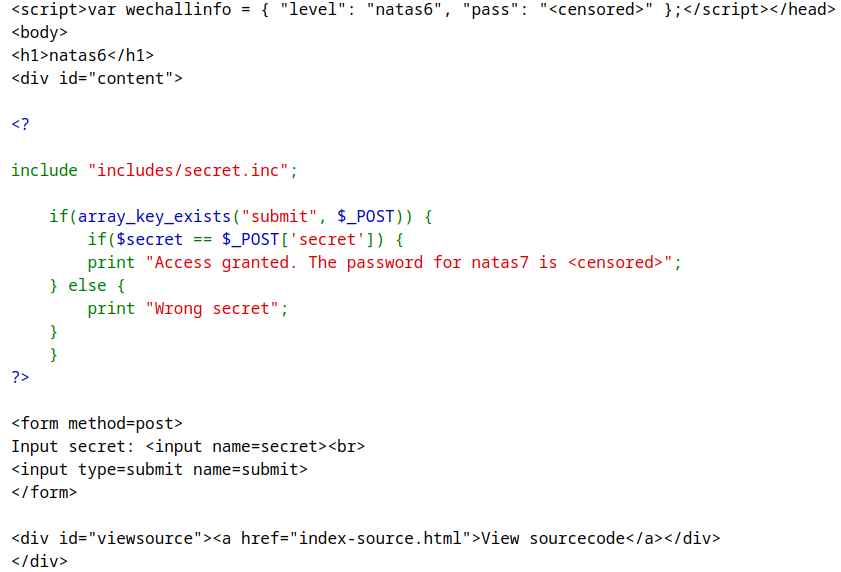 <script>var wechallinfo = { "level": "natas6", "pass": "<censored>" };</script></head>
<body>
<h1>natas6</h1>
<div id="content">

<?

include "includes/secret.inc";

    if(array_key_exists("submit", $_POST)) {
        if($secret == $_POST['secret']) {
        print "Access granted. The password for natas7 is <censored>";
    } else {
        print "Wrong secret";
    }
    }
?>

<form method=post>
Input secret: <input name=secret><br>
<input type=submit name=submit>
</form>

<div id="viewsource"><a href="index-source.html">View sourcecode</a></div>
</div>